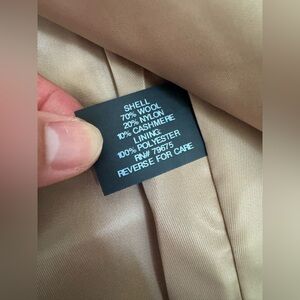 SHELL
70% WOOL
20% NYLON
10% CASHMERE
LINING:
100% POLYESTER
RN# 79675
REVERSE FOR CARE